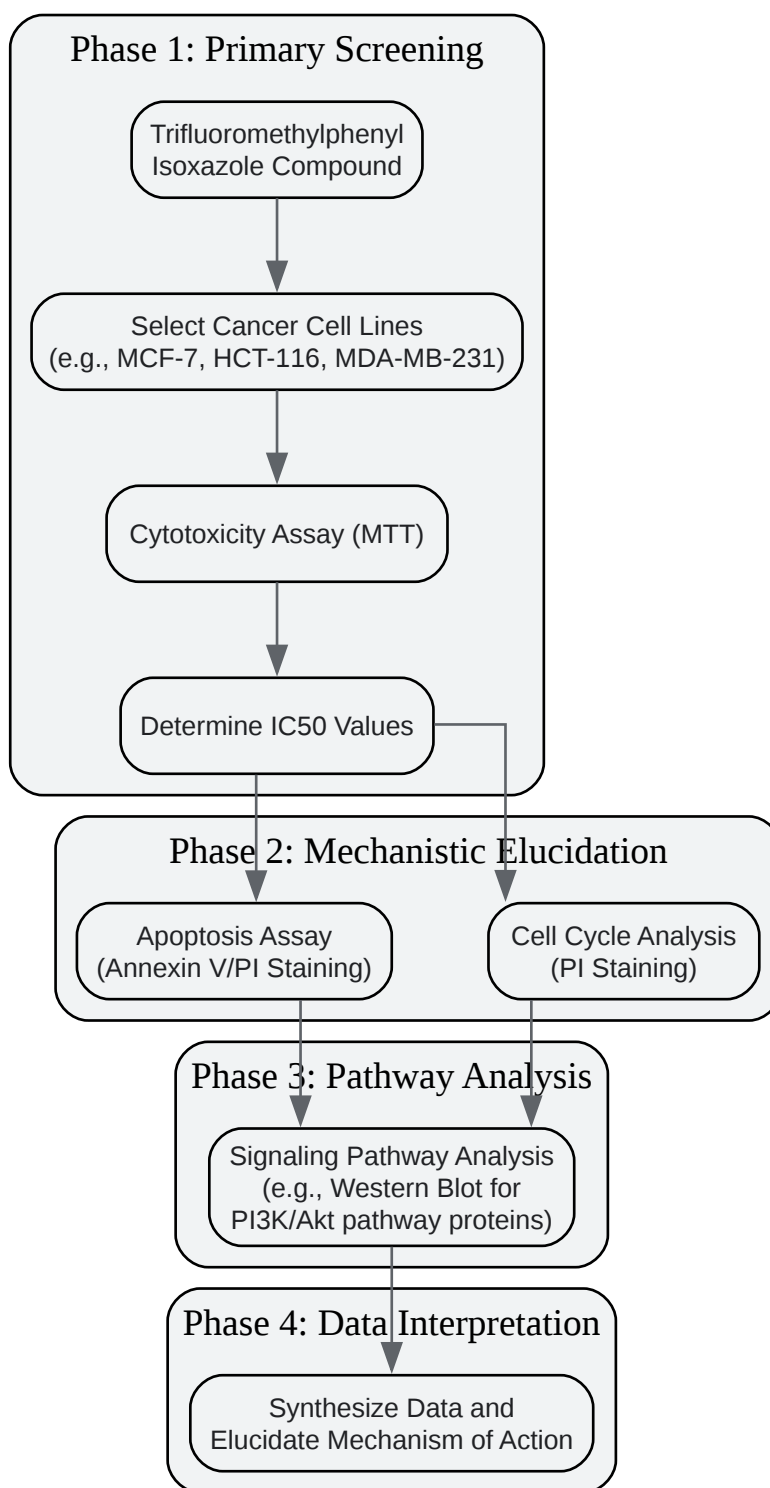 Phase 1: Primary Screening
Trifluoromethylphenyl
Isoxazole Compound
Select Cancer Cell Lines
(e.g., MCF-7, HCT-116, MDA-MB-231)
Cytotoxicity Assay (MTT)
Determine IC50 Values
Phase 2: Mechanistic Elucidation
Apoptosis Assay
(Annexin V/PI Staining)
Cell Cycle Analysis
(PI Staining)
Phase 3: Pathway Analysis
Signaling Pathway Analysis
(e.g., Western Blot for
PI3K/Akt pathway proteins)
Phase 4: Data Interpretation
Synthesize Data and
Elucidate Mechanism of Action